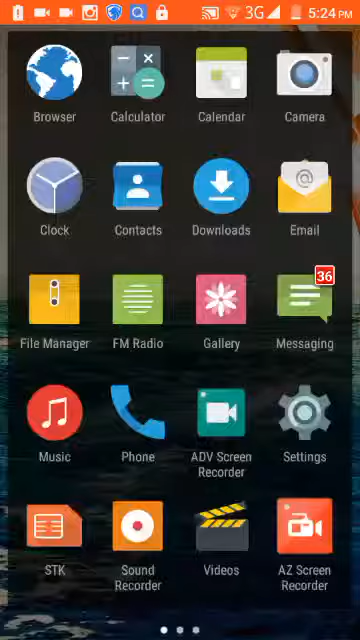 3G 5:24 PM
Browser Calculator Calendar Camera
Clock Contacts Downloads Email
@
36
File Manager FM Radio Gallery Messaging
Music Phone ADV Screen Settings
Recorder
STK Sound Videos AZ Screen
Recorder Recorder